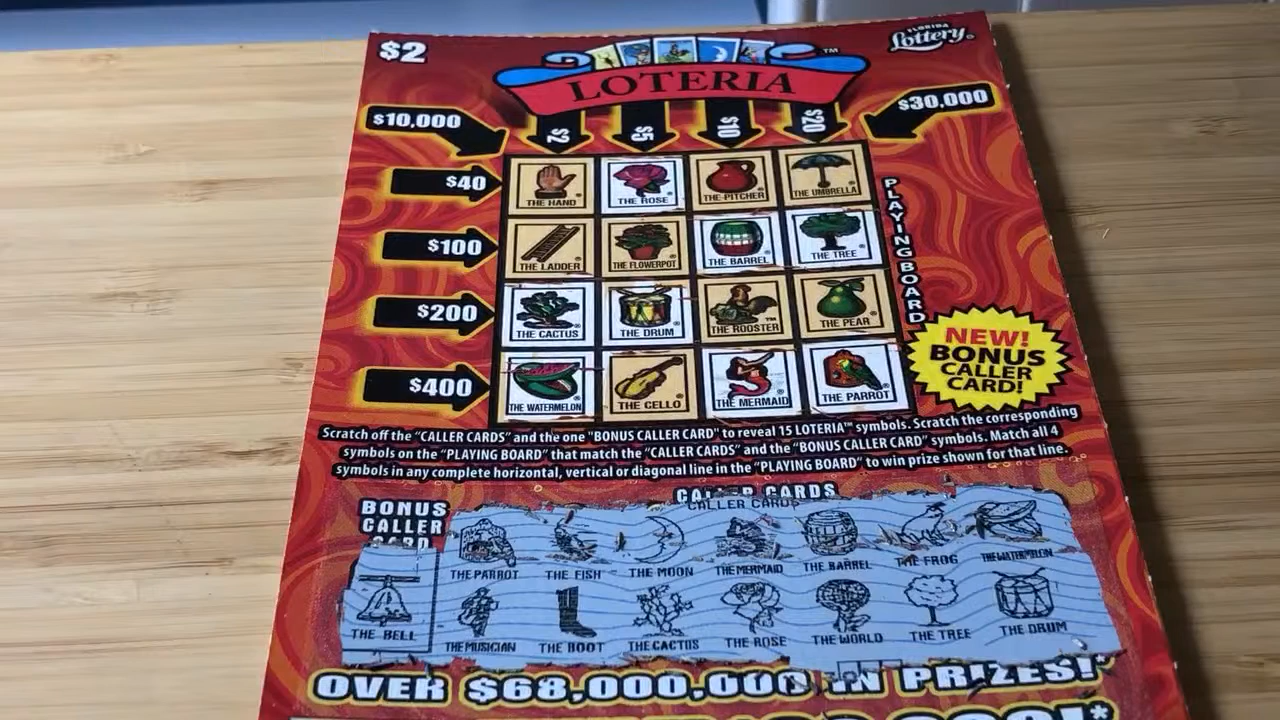 $2
FLORIDA
Lottery
LOTERIA™
$10,000
$2
$5
$10
$20
$30,000
$40
THE HAND
THE ROSE
THE PITCHER
THE UMBRELLA
$100
THE LADDER
THE FLOWERPOT
THE BARREL
THE TREE
$200
THE CACTUS
THE DRUM
THE ROOSTER
THE PEAR
$400
THE WATERMELON
THE CELLO
THE MERMAID
THE PARROT
PLAYING BOARD
NEW!
BONUS
CALLER
CARD!
Scratch off the "CALLER CARDS" and the one "BONUS CALLER CARD" to reveal 15 LOTERIA™ symbols. Scratch the corresponding
symbols on the "PLAYING BOARD" that match the "CALLER CARDS" and the "BONUS CALLER CARD" symbols. Match all 4
symbols in any complete horizontal, vertical or diagonal line in the "PLAYING BOARD" to win prize shown for that line.
BONUS
CALLER
CARD
CALLER CARDS
CALLER CARDS
THE PARROT
THE FISH
THE MOON
THE MERMAID
THE BARREL
THE FROG
THE WATERMELON
THE BELL
THE MUSICIAN
THE BOOT
THE CACTUS
THE ROSE
THE WORLD
THE TREE
THE DRUM
OVER $68,000,000 IN PRIZES!*